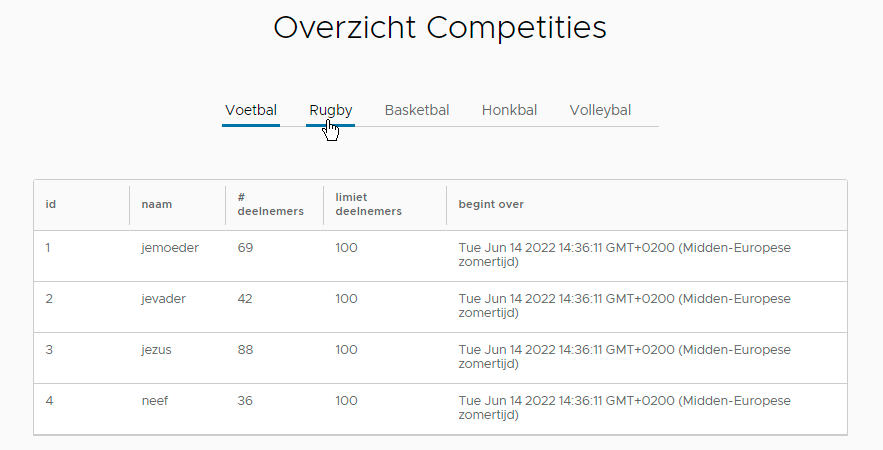 Overzicht Competities
Voetbal Rugby Basketbal Honkbal Volleybal
id naam # deelnemers limiet deelnemers begint over
1 jemoeder 69 100 Tue Jun 14 2022 14:36:11 GMT+0200 (Midden-Europese
zomertijd)
2 jevader 42 100 Tue Jun 14 2022 14:36:11 GMT+0200 (Midden-Europese
zomertijd)
3 jezus 88 100 Tue Jun 14 2022 14:36:11 GMT+0200 (Midden-Europese
zomertijd)
4 neef 36 100 Tue Jun 14 2022 14:36:11 GMT+0200 (Midden-Europese
zomertijd)